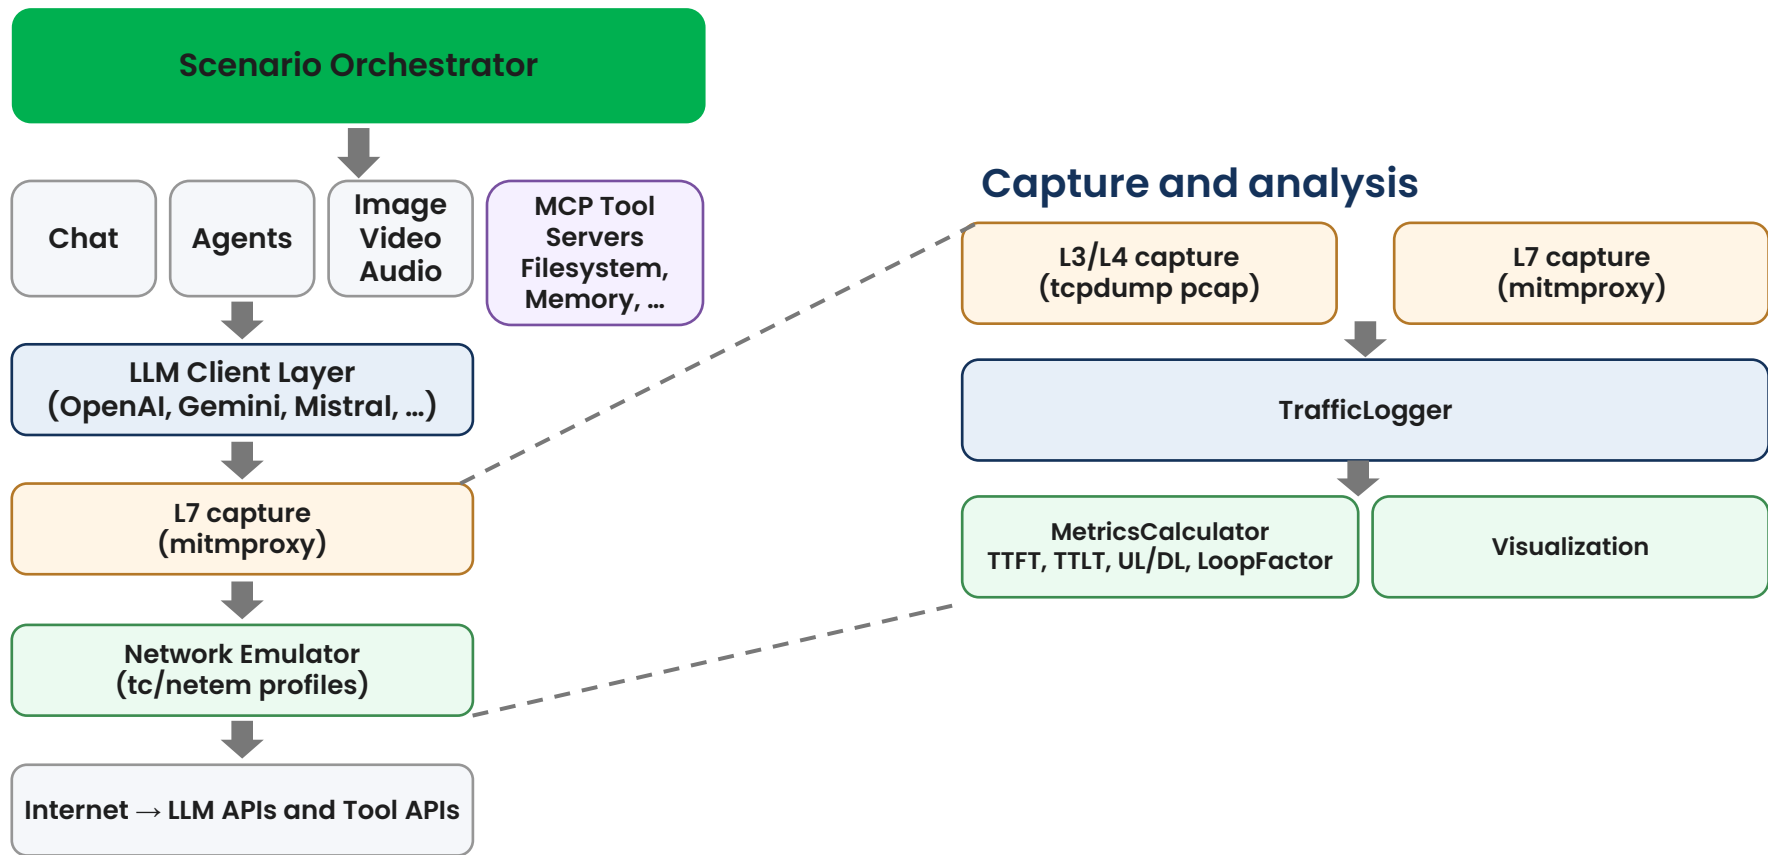 Scenario Orchestrator
Chat
Agents
Image
Video
Audio
MCP Tool
Servers
Filesystem,
Memory, ...
LLM Client Layer
(OpenAI, Gemini, Mistral, ...)
L7 capture
(mitmproxy)
Network Emulator
(tc/netem profiles)
Internet → LLM APIs and Tool APIs
Capture and analysis
L3/L4 capture
(tcpdump pcap)
L7 capture
(mitmproxy)
TrafficLogger
MetricsCalculator
TTFT, TTLT, UL/DL, LoopFactor
Visualization